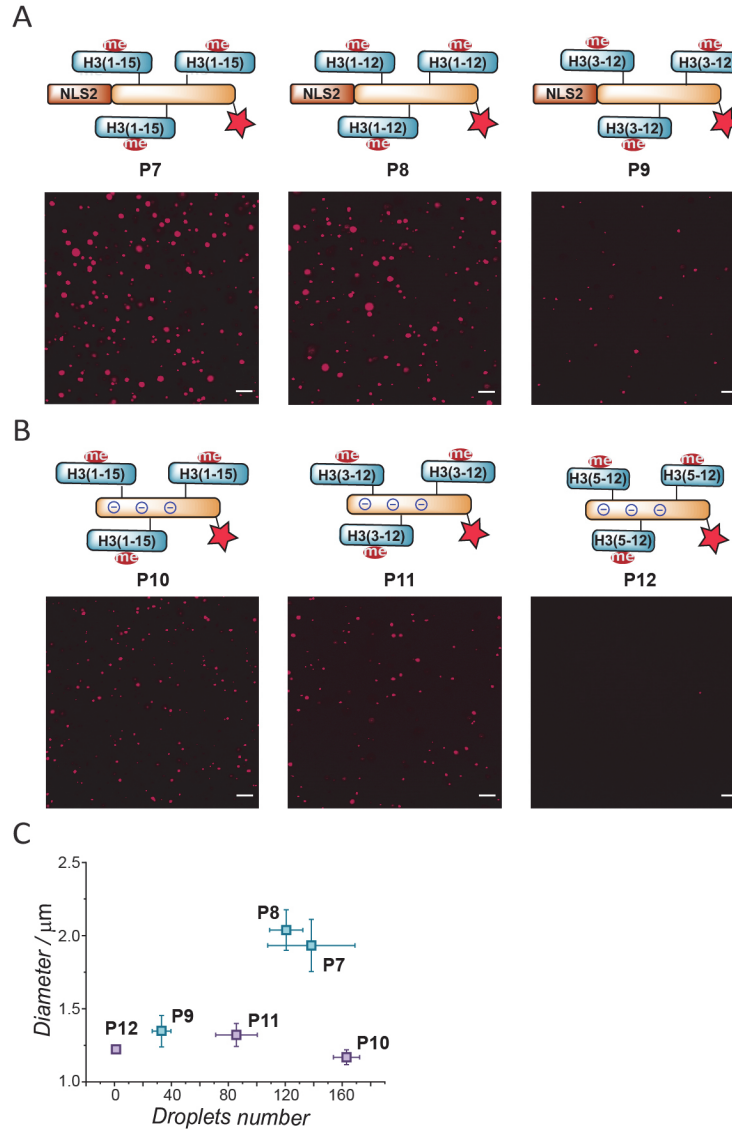 A
me me me
H3(1-15) H3(1-15) H3(1-12) H3(1-12) H3(3-12) H3(3-12)
NLS2 NLS2 NLS2
H3(1-15) H3(1-12) H3(3-12)
me me me
P7 P8 P9
B
me me me me me me
H3(1-15) H3(1-15) H3(3-12) H3(3-12) H3(5-12) H3(5-12)
− − − − − − − − −
H3(1-15) H3(3-12) H3(5-12)
me me me
P10 P11 P12
C
Diameter / μm
2.5
2.0
1.5
1.0
P8
P7
P12 P9 P11 P10
0 40 80 120 160
Droplets number